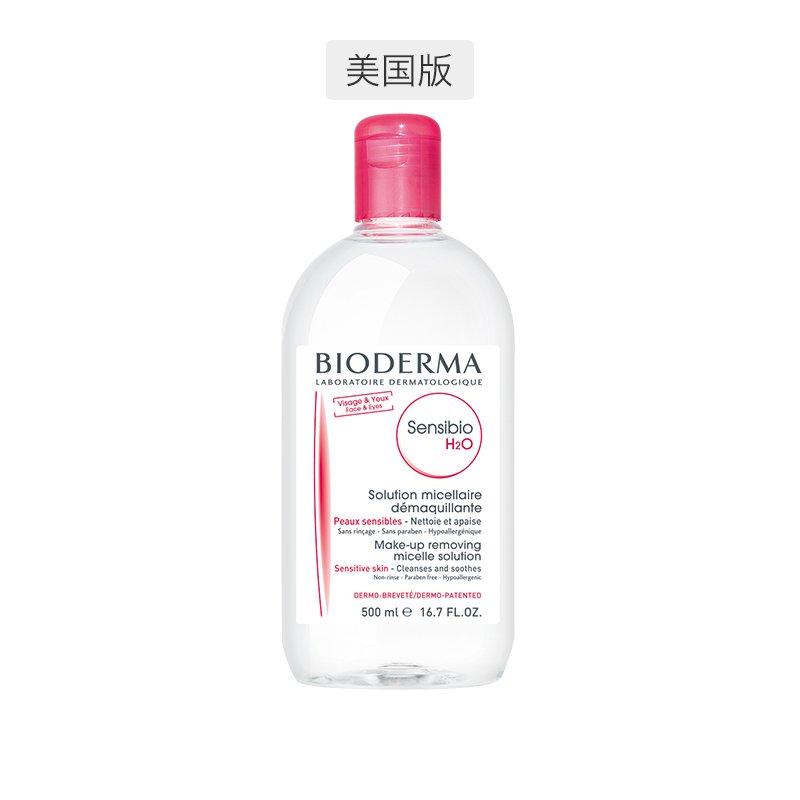 美国版
BIODERMA
LABORATOIRE DERMATOLOGIQUE
Visage & Yeux
Face & Eyes
Sensibio
H2O
Solution micellaire
démaquillante
Peaux sensibles - Nettoie et apaise
Sans rinçage - Sans paraben - Hypoallergénique
Make-up removing
micelle solution
Sensitive skin - Cleanses and soothes
Non-rinse - Paraben free - Hypoallergenic
DERMO-BREVETÉ/DERMO-PATENTED
500 ml ℮ 16.7 FL.OZ.